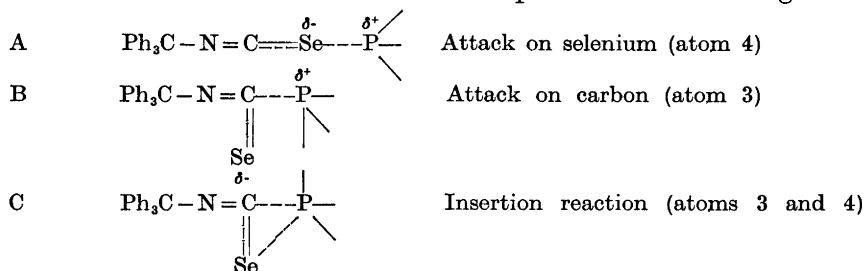 δ- δ+
A Ph₃C–N=C===Se---P– Attack on selenium (atom 4)
δ+
B Ph₃C–N=C---P– Attack on carbon (atom 3)
Se
δ-
C Ph₃C–N=C---P– Insertion reaction (atoms 3 and 4)
Se